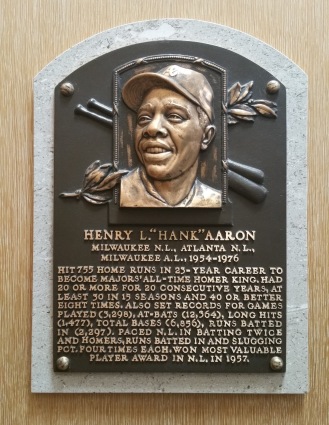 HENRY L. "HANK" AARON
MILWAUKEE N.L., ATLANTA N.L.,
MILWAUKEE A.L., 1954-1976
HIT 755 HOME RUNS IN 23-YEAR CAREER TO
BECOME MAJORS' ALL-TIME HOMER KING. HAD
20 OR MORE FOR 20 CONSECUTIVE YEARS, AT
LEAST 30 IN 15 SEASONS AND 40 OR BETTER
EIGHT TIMES. ALSO SET RECORDS FOR GAMES
PLAYED (3,298), AT-BATS (12,364), LONG HITS
(1,477), TOTAL BASES (6,856), RUNS BATTED
IN (2,297). PACED N.L. IN BATTING TWICE
AND HOMERS, RUNS BATTED IN AND SLUGGING
PCT. FOUR TIMES EACH. WON MOST VALUABLE
PLAYER AWARD IN N.L. IN 1957.